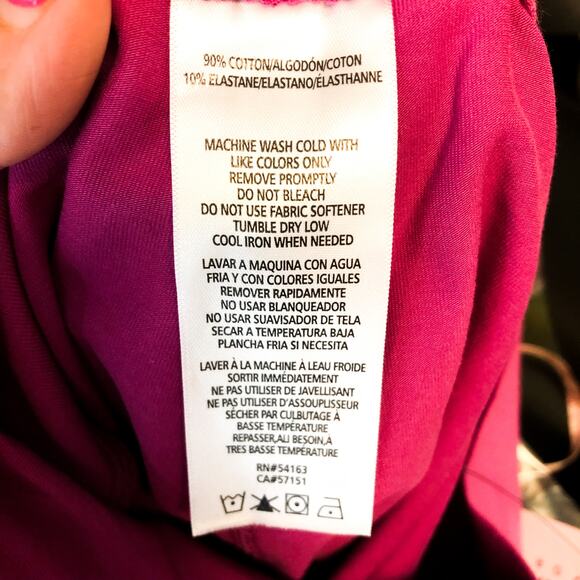 90% COTTON/ALGODÓN/COTON
10% ELASTANE/ELASTANO/ÉLASTHANNE
MACHINE WASH COLD WITH
LIKE COLORS ONLY
REMOVE PROMPTLY
DO NOT BLEACH
DO NOT USE FABRIC SOFTENER
TUMBLE DRY LOW
COOL IRON WHEN NEEDED
LAVAR A MAQUINA CON AGUA
FRIA Y CON COLORES IGUALES
REMOVER RAPIDAMENTE
NO USAR BLANQUEADOR
NO USAR SUAVISADOR DE TELA
SECAR A TEMPERATURA BAJA
PLANCHA FRIA SI NECESITA
LAVER À LA MACHINE À LEAU FROIDE
SORTIR IMMÉDIATEMENT
NE PAS UTILISER DE JAVELLISANT
NE PAS UTILISER D'ASSOUPLISEUR
SÉCHER PAR CULBUTAGE À
BASSE TEMPÉRATURE
REPASSER,AU BESOIN,A
TRES BASSE TEMPÉRATURE
RN#54163
CA#57151